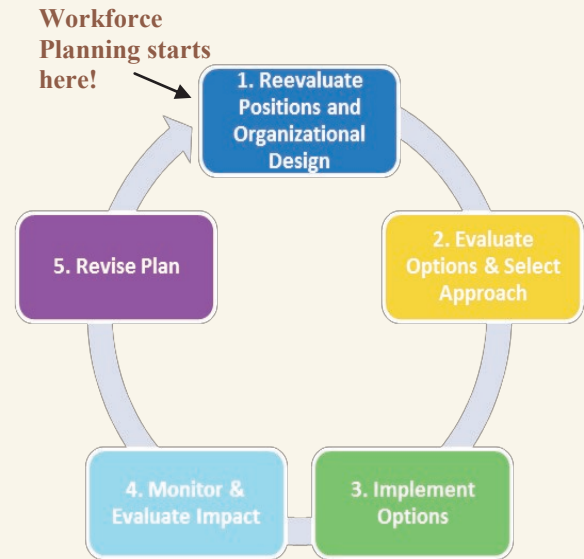 Workforce
Planning starts
here!
1. Reevaluate
Positions and
Organizational
Design
2. Evaluate
Options & Select
Approach
3. Implement
Options
4. Monitor &
Evaluate Impact
5. Revise Plan